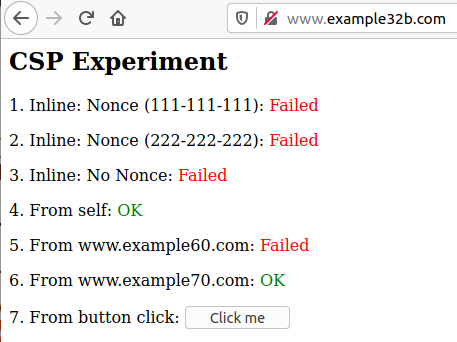 www.example32b.com
CSP Experiment
1. Inline: Nonce (111-111-111): Failed
2. Inline: Nonce (222-222-222): Failed
3. Inline: No Nonce: Failed
4. From self: OK
5. From www.example60.com: Failed
6. From www.example70.com: OK
7. From button click: Click me